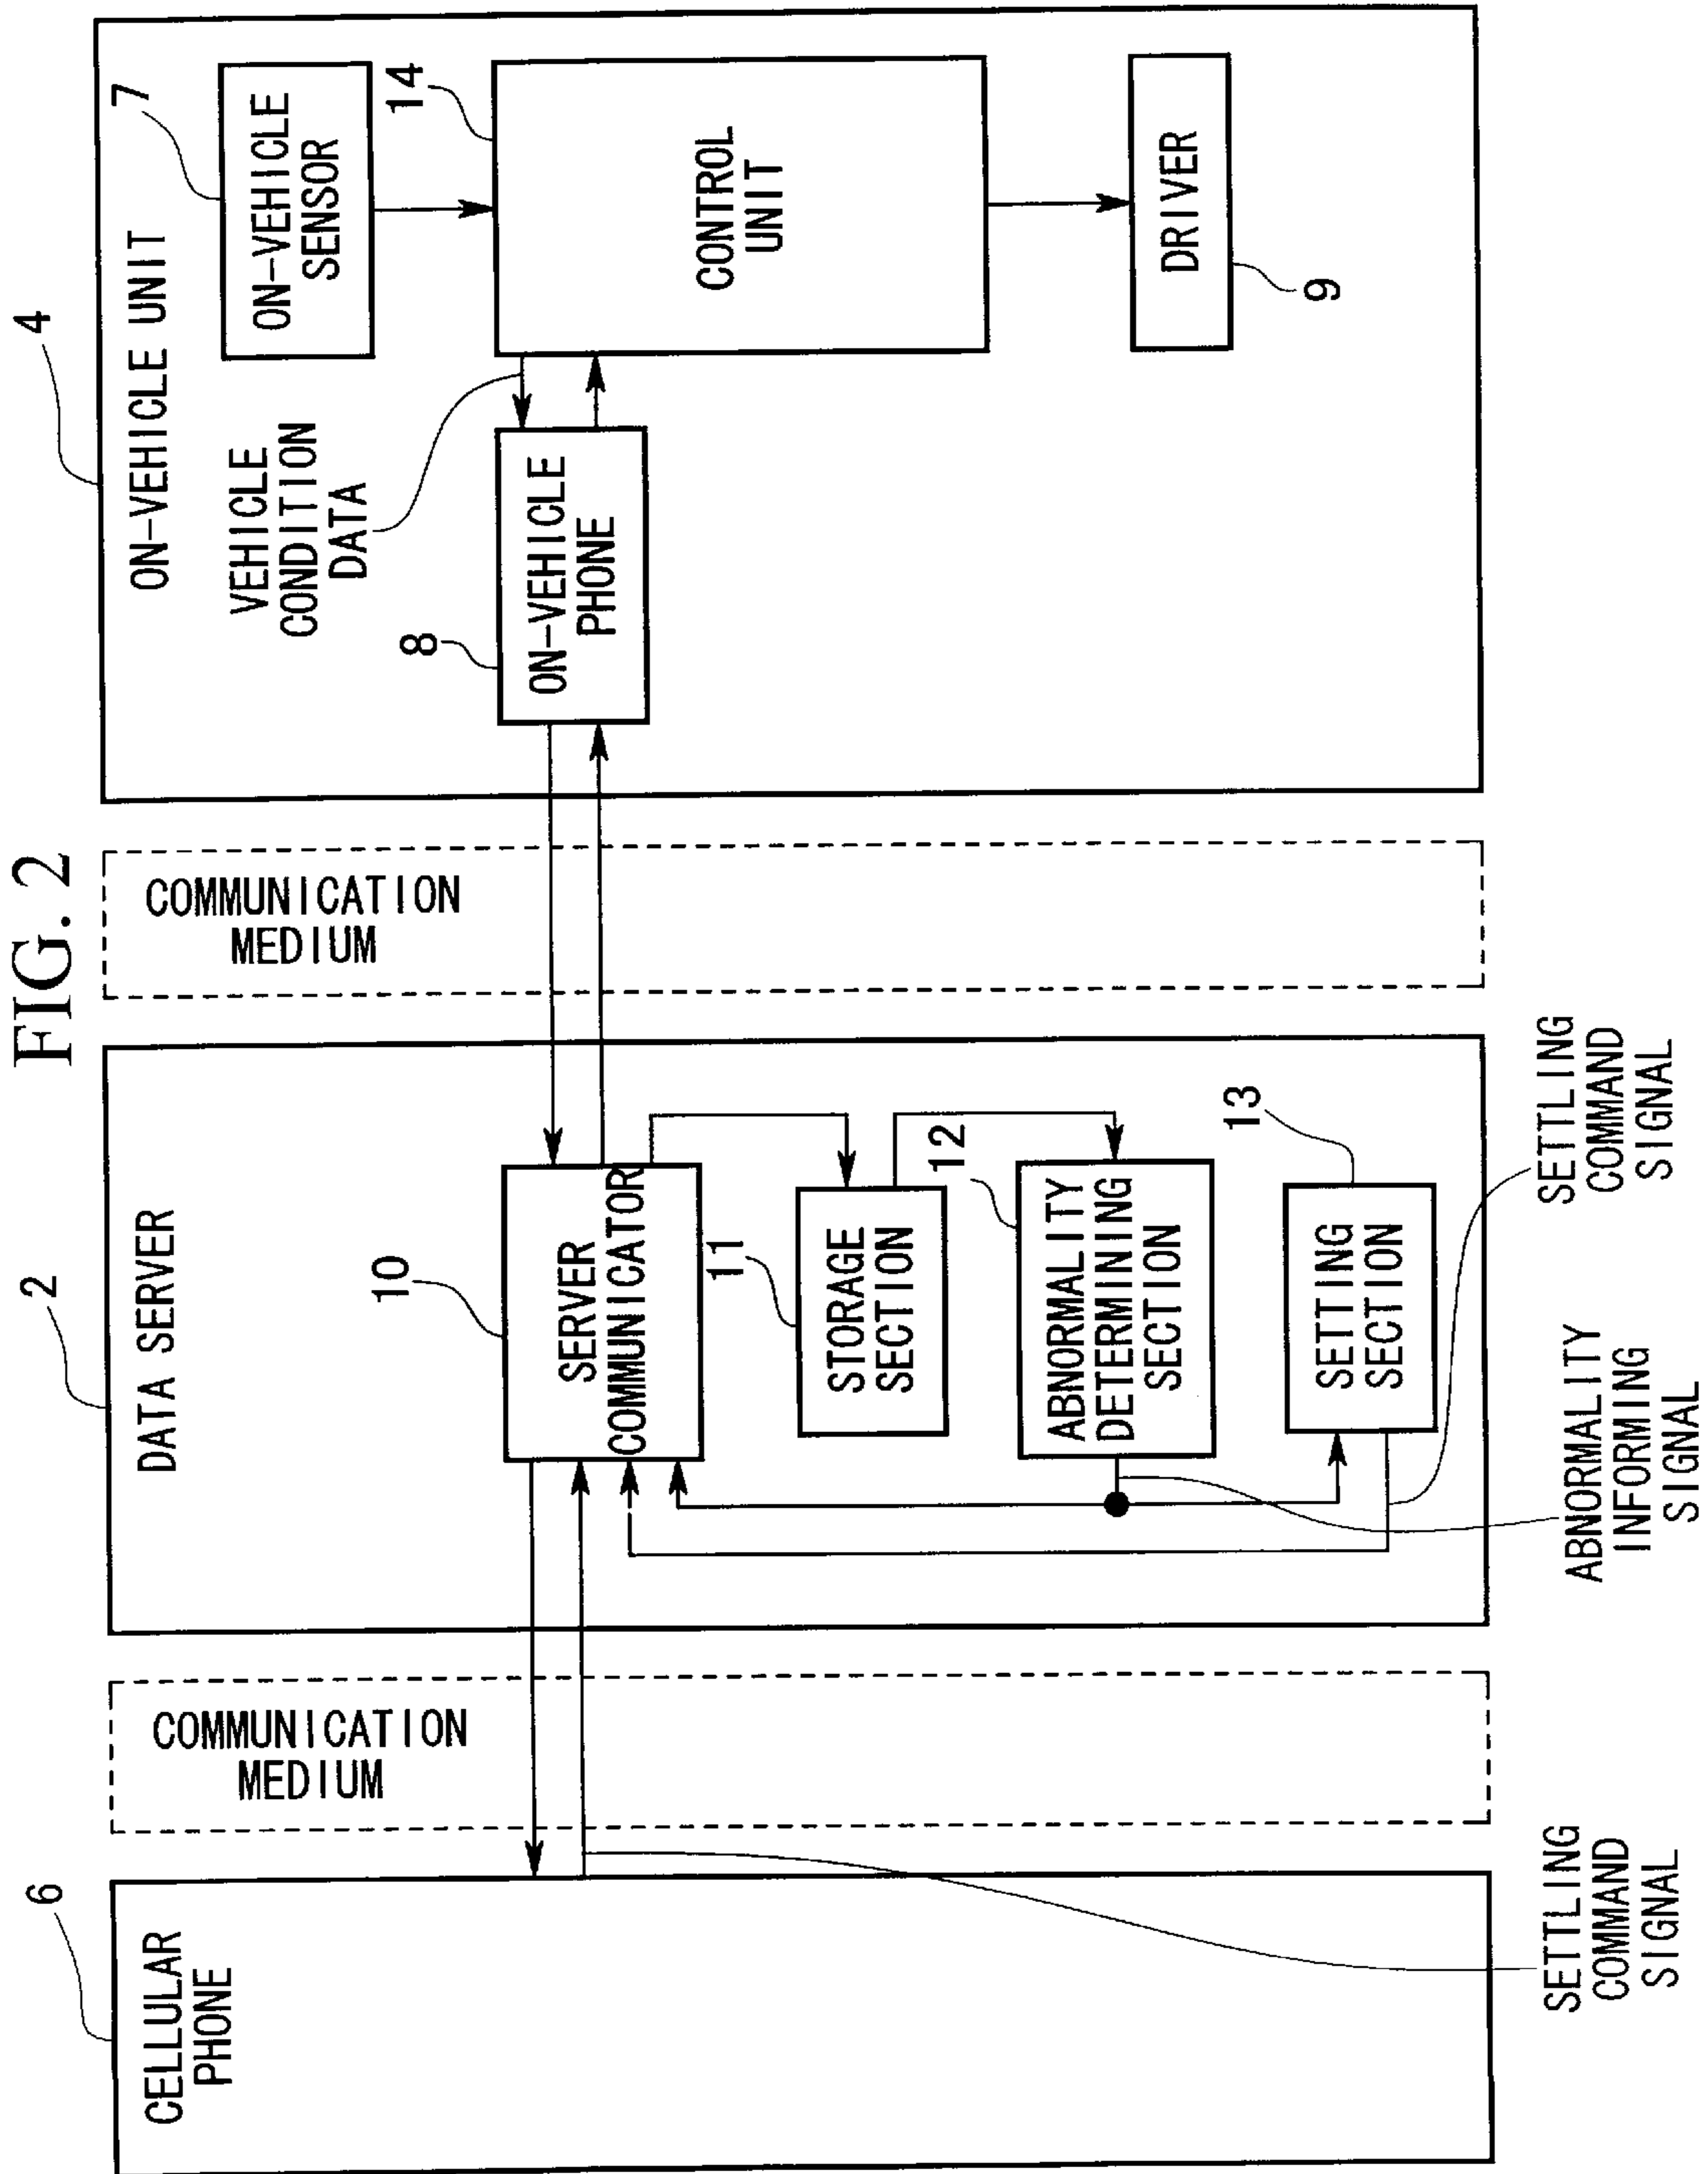 FIG. 2
6
CELLULAR
PHONE
COMMUNICATION
MEDIUM
2
DATA SERVER
10
SERVER
COMMUNICATOR
11
STORAGE
SECTION
12
ABNORMALITY
DETERMINING
SECTION
13
SETTING
SECTION
COMMUNICATION
MEDIUM
4
ON-VEHICLE UNIT
7
ON-VEHICLE
SENSOR
VEHICLE
CONDITION
DATA
8
ON-VEHICLE
PHONE
14
CONTROL
UNIT
DRIVER
9
SETTLING
COMMAND
SIGNAL
ABNORMALITY
INFORMING
SIGNAL
SETTLING
COMMAND
SIGNAL